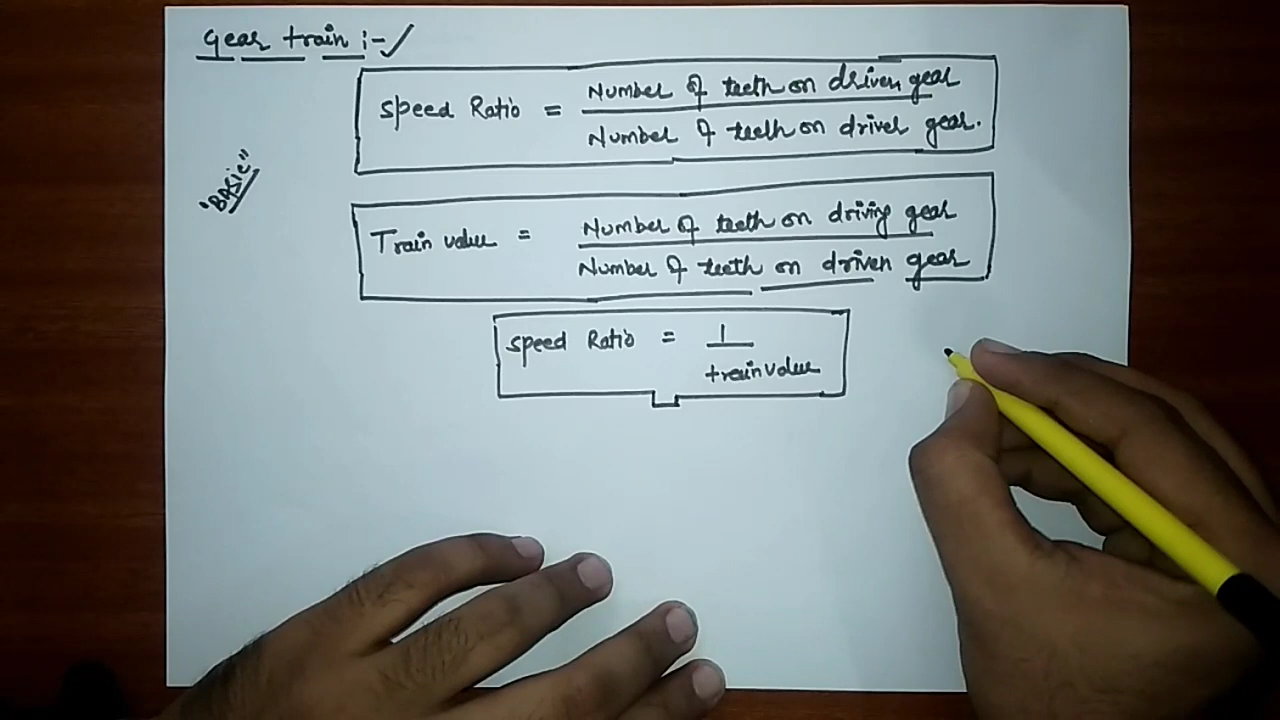 Gear train :- ✓
Speed Ratio = Number of teeth on driven gear
Number of teeth on driver gear.
"BASIC"
Train value = Number of teeth on driving gear
Number of teeth on driven gear
Speed Ratio = 1
train value